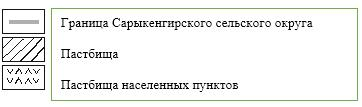 Граница Сарыкенгирского сельского округа
Пастбища
Пастбища населенных пунктов